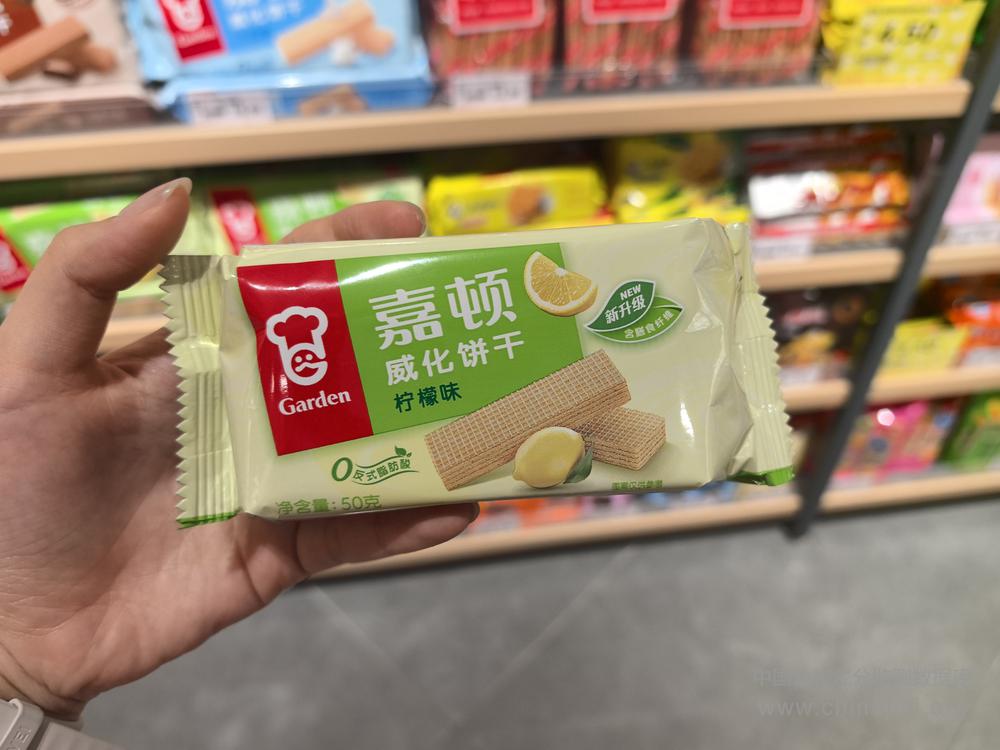 Garden
嘉顿
威化饼干
柠檬味
NEW
新升级
含膳食纤维
0反式脂肪酸
净含量: 50克